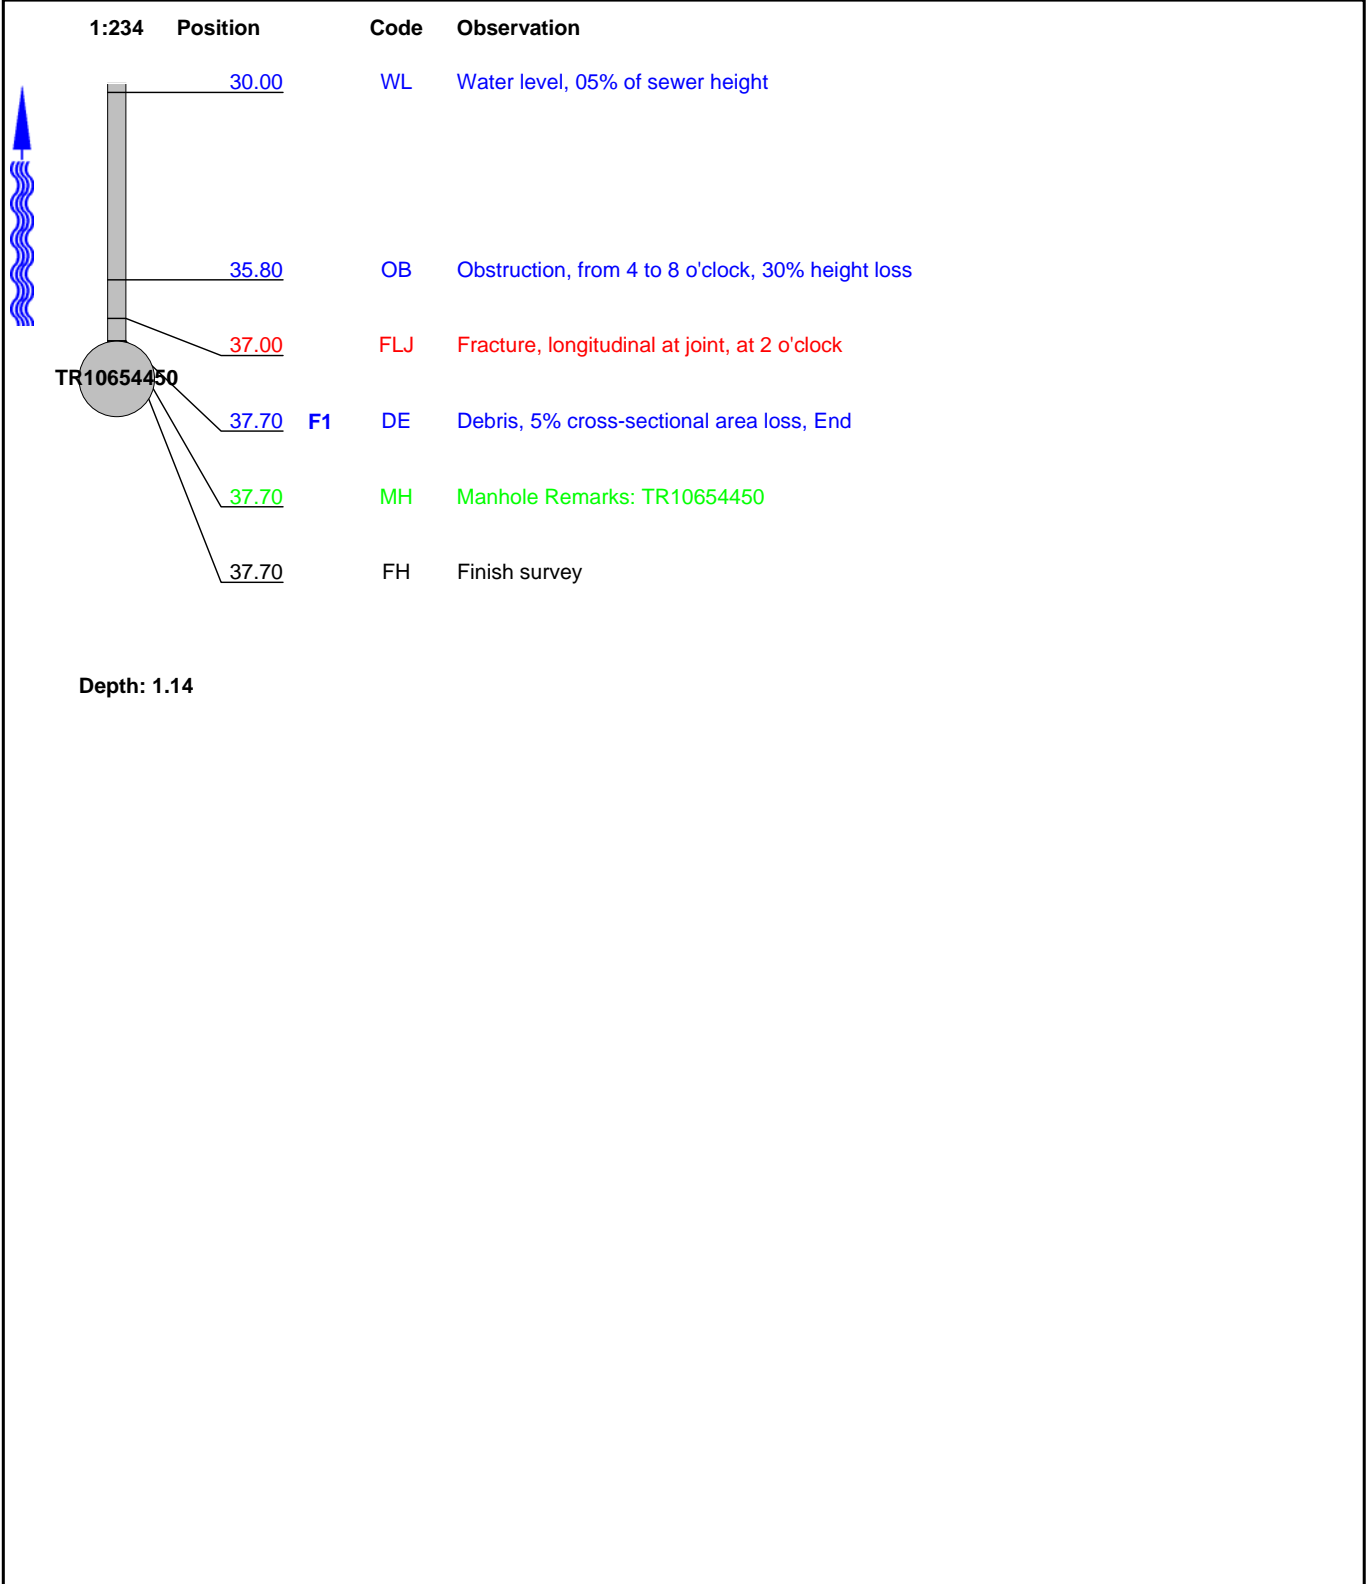 1:234 Position Code Observation
30.00 WL Water level, 05% of sewer height
35.80 OB Obstruction, from 4 to 8 o'clock, 30% height loss
37.00 FLJ Fracture, longitudinal at joint, at 2 o'clock
TR10654450
37.70 F1 DE Debris, 5% cross-sectional area loss, End
37.70 MH Manhole Remarks: TR10654450
37.70 FH Finish survey
Depth: 1.14